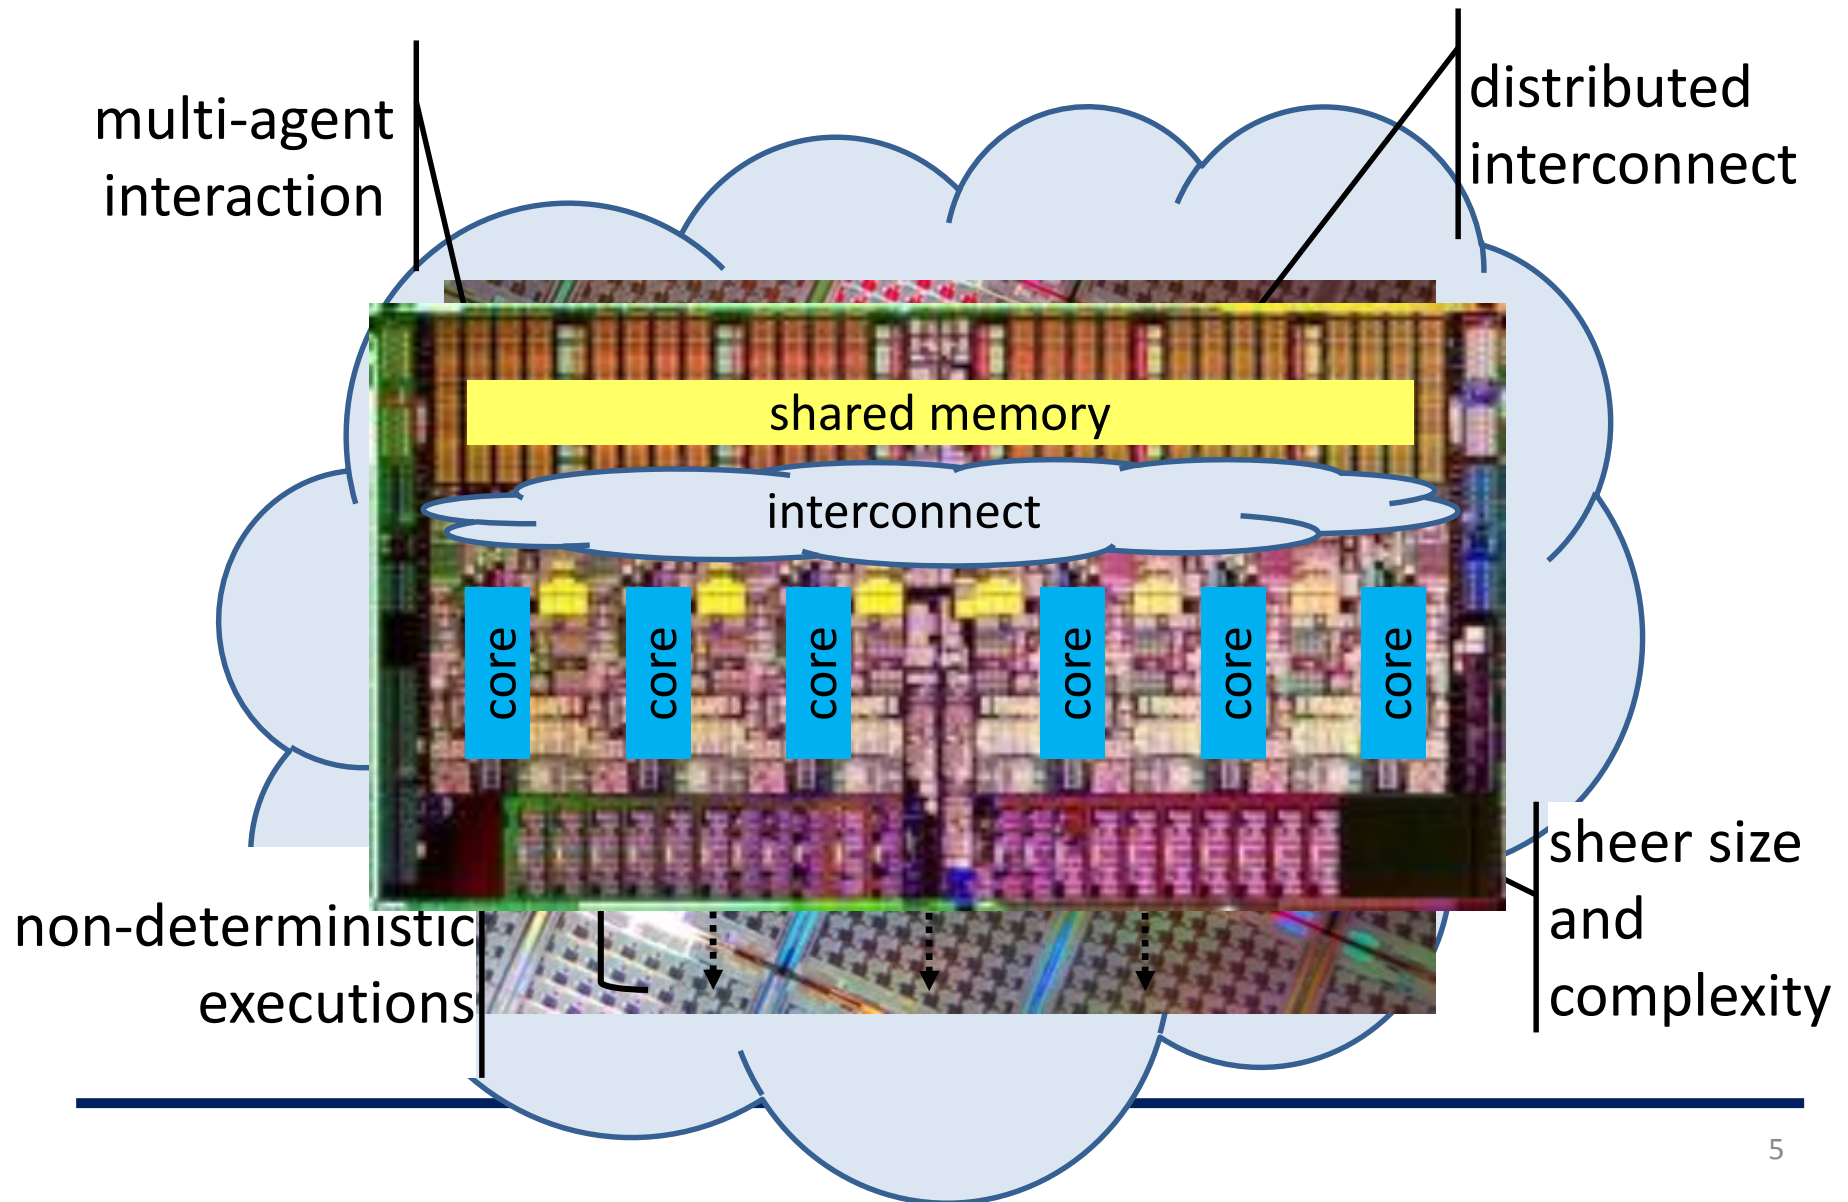 multi-agent
interaction
distributed
interconnect
shared memory
interconnect
core
core
core
core
core
core
non-deterministic
executions
sheer size
and
complexity
5